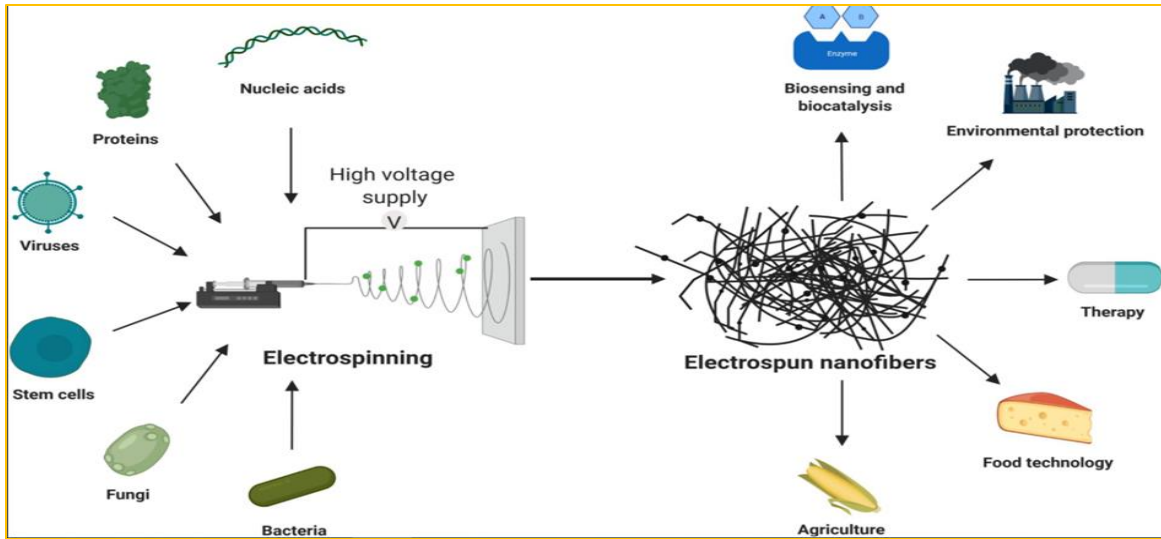 Nucleic acids
Proteins
Viruses
Stem cells
Fungi
Bacteria
High voltage
supply
V
Electrospinning
Electrospun nanofibers
A
B
Enzyme
Biosensing and
biocatalysis
Environmental protection
Therapy
Food technology
Agriculture